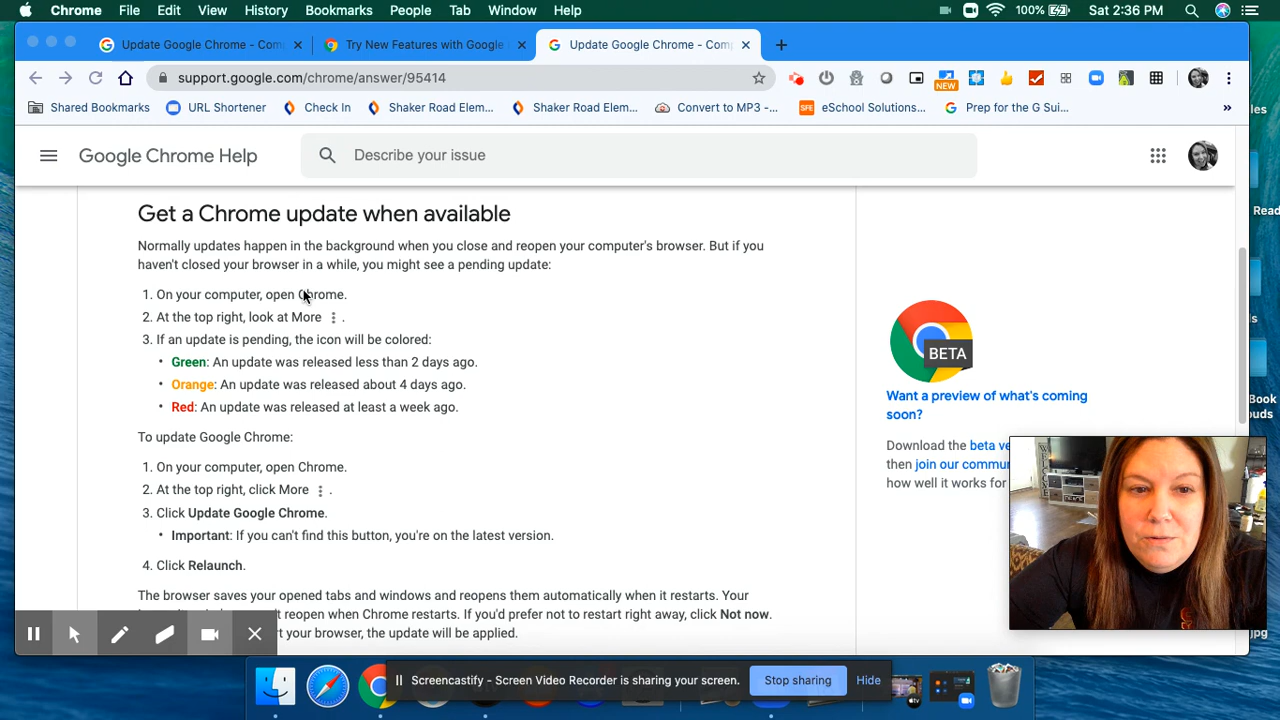 Chrome File Edit View History Bookmarks People Tab Window Help 100% Sat 2:36 PM
Update Google Chrome - Com Try New Features with Google Update Google Chrome - Comp
support.google.com/chrome/answer/95414 NEW
Shared Bookmarks URL Shortener Check In Shaker Road Elem... Shaker Road Elem... Convert to MP3 -... SFE eSchool Solutions... Prep for the G Sui... »
Google Chrome Help Describe your issue
Get a Chrome update when available
Normally updates happen in the background when you close and reopen your computer's browser. But if you
haven't closed your browser in a while, you might see a pending update:
1. On your computer, open Chrome.
2. At the top right, look at More .
3. If an update is pending, the icon will be colored:
• Green: An update was released less than 2 days ago.
• Orange: An update was released about 4 days ago.
• Red: An update was released at least a week ago.
To update Google Chrome:
1. On your computer, open Chrome.
2. At the top right, click More .
3. Click Update Google Chrome.
• Important: If you can't find this button, you're on the latest version.
4. Click Relaunch.
The browser saves your opened tabs and windows and reopens them automatically when it restarts. Your
reopen when Chrome restarts. If you'd prefer not to restart right away, click Not now.
your browser, the update will be applied.
BETA
Want a preview of what's coming
soon?
Download the beta
then join our
how well it works for
Read
Book
Screencastify - Screen Video Recorder is sharing your screen. Stop sharing Hide